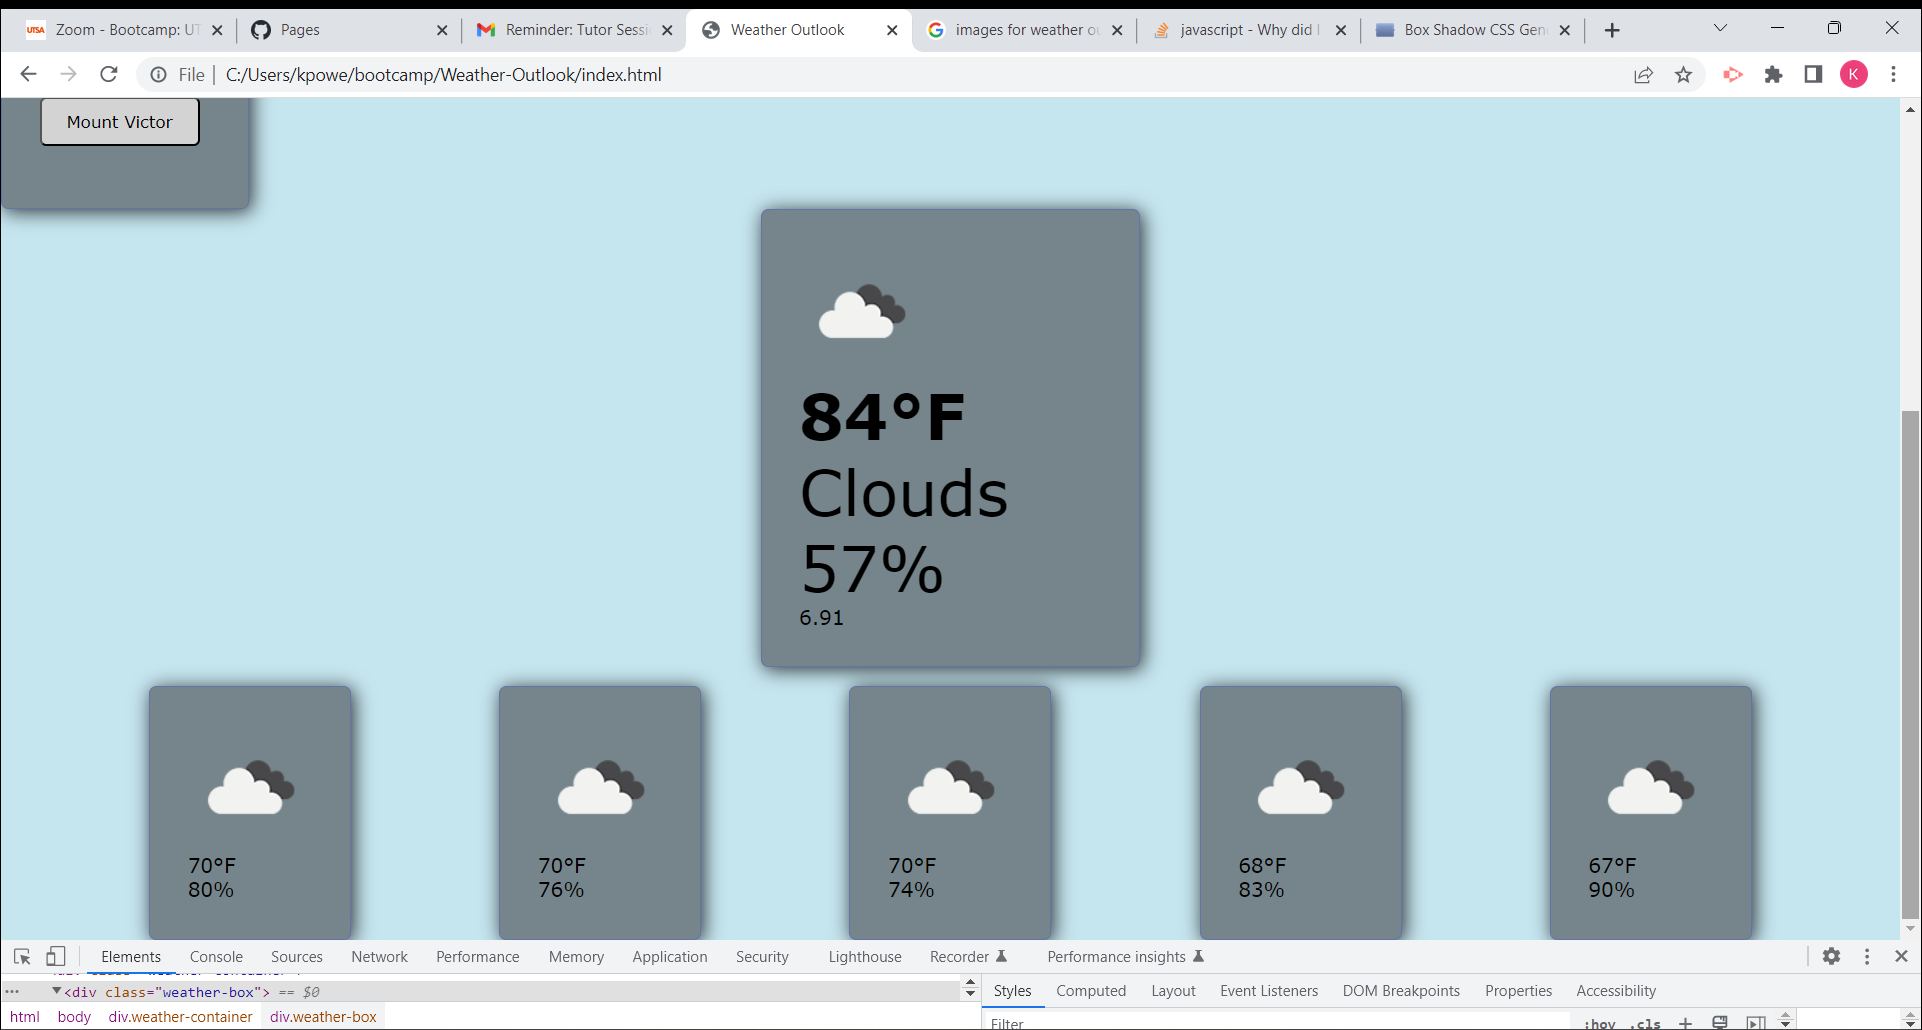 UTSA Zoom - Bootcamp: UT
Pages
Reminder: Tutor Sessi
Weather Outlook
images for weather ou
javascript - Why did I
Box Shadow CSS Gen
File | C:/Users/kpowe/bootcamp/Weather-Outlook/index.html
K
Mount Victor
84°F
Clouds
57%
6.91
70°F
80%
70°F
76%
70°F
74%
68°F
83%
67°F
90%
Elements Console Sources Network Performance Memory Application Security Lighthouse Recorder Performance insights
<div class="weather-box"> == $0
html body div.weather-container div.weather-box
Styles Computed Layout Event Listeners DOM Breakpoints Properties Accessibility
Filter :hov .cls